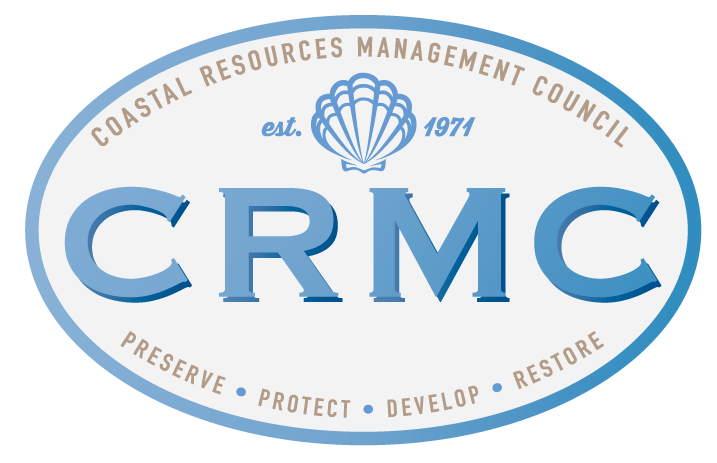 COASTAL RESOURCES MANAGEMENT COUNCIL
est. 1971
CRMC
PRESERVE • PROTECT • DEVELOP • RESTORE